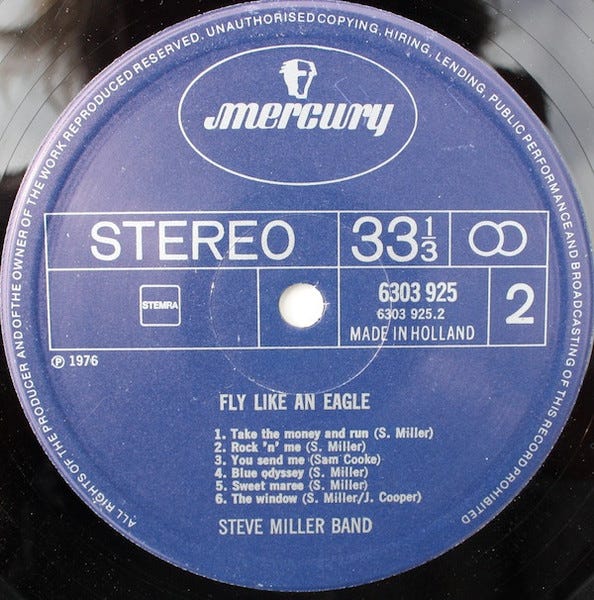 ALL RIGHTS OF THE PRODUCER AND OF THE OWNER OF THE WORK REPRODUCED RESERVED. UNAUTHORISED COPYING, HIRING, LENDING, PUBLIC PERFORMANCE AND BROADCASTING OF THIS RECORD PROHIBITED
mercury
STEREO 33 1/3
STEMRA
6303 925
6303 925.2
MADE IN HOLLAND
2
℗ 1976
FLY LIKE AN EAGLE
1. Take the money and run (S. Miller)
2. Rock 'n' me (S. Miller)
3. You send me (Sam Cooke)
4. Blue odyssey (S. Miller)
5. Sweet maree (S. Miller)
6. The window (S. Miller/J. Cooper)
STEVE MILLER BAND